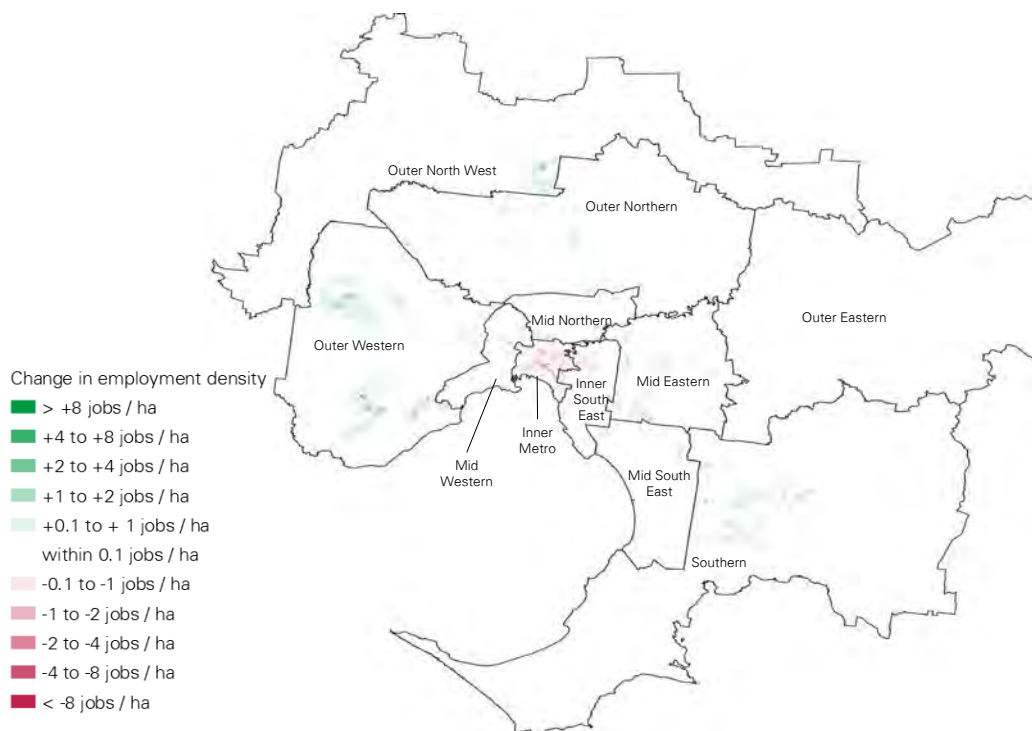 Outer North West
Outer Northern
Mid Northern
Outer Eastern
Outer Western
Mid Eastern
Inner
South
East
Inner
Metro
Mid
Western
Mid South
East
Southern
Change in employment density
> +8 jobs / ha
+4 to +8 jobs / ha
+2 to +4 jobs / ha
+1 to +2 jobs / ha
+0.1 to + 1 jobs / ha
within 0.1 jobs / ha
-0.1 to -1 jobs / ha
-1 to -2 jobs / ha
-2 to -4 jobs / ha
-4 to -8 jobs / ha
< -8 jobs / ha